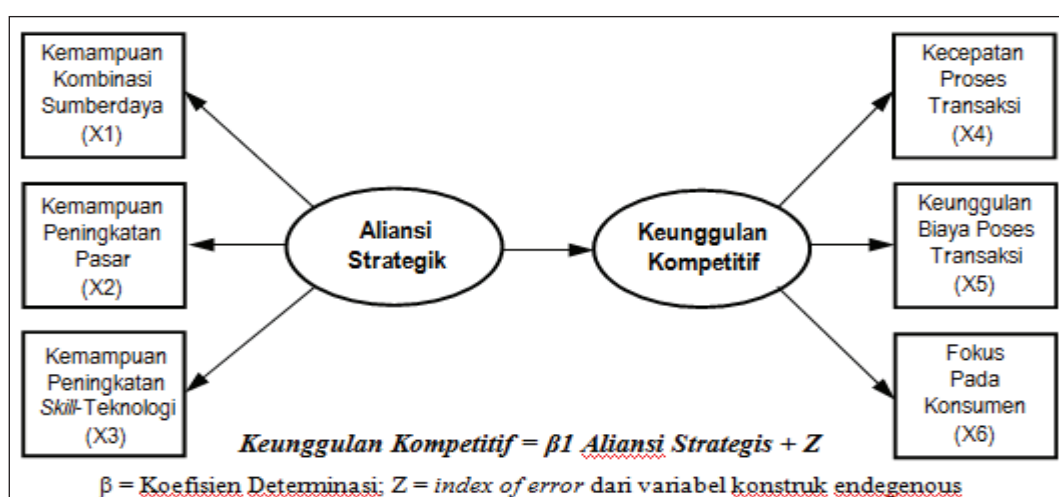 Kemampuan
Kombinasi
Sumberdaya
(X1)
Kemampuan
Peningkatan
Pasar
(X2)
Kemampuan
Peningkatan
Skill-Teknologi
(X3)
Aliansi
Strategik
Keunggulan
Kompetitif
Kecepatan
Proses
Transaksi
(X4)
Keunggulan
Biaya Poses
Transaksi
(X5)
Fokus
Pada
Konsumen
(X6)
Keunggulan Kompetitif = β1 Aliansi Strategis + Z
β = Koefisien Determinasi; Z = index of error dari variabel konstruk endegenous